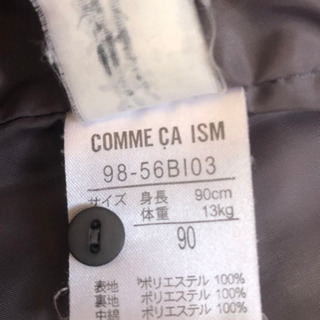 COMME ÇA ISM
98-56BI03
サイズ 身長 90cm
体重 13kg
90
表地 ポリエステル 100%
裏地 ポリエステル 100%
中綿 ポリエステル 100%